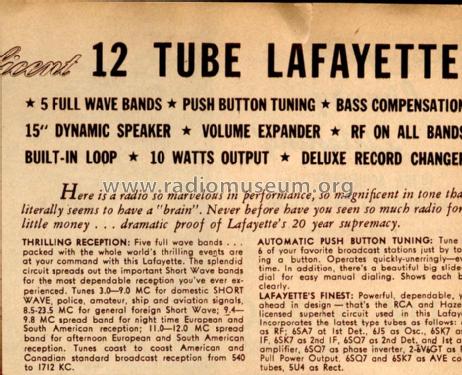 icent 12 TUBE LAFAYETTE
★ 5 FULL WAVE BANDS ★ PUSH BUTTON TUNING ★ BASS COMPENSATION
15" DYNAMIC SPEAKER ★ VOLUME EXPANDER ★ RF ON ALL BANDS
BUILT-IN LOOP ★ 10 WATTS OUTPUT ★ DELUXE RECORD CHANGER
www.radiomuseum.org
Here is a radio so marvelous in performance, so magnificent in tone tha
literally seems to have a "brain". Never before have you seen so much radio for
little money . . . dramatic proof of Lafayette's 20 year supremacy.
THRILLING RECEPTION: Five full wave bands . . .
packed with the whole world's thrilling events are
at your command with this Lafayette. The splendid
circuit spreads out the important Short Wave bands
for the most dependable reception you've ever ex-
perienced. Tunes 3.0—9.0 MC for domestic SHORT
WAVE, police, amateur, ship and aviation signals,
8.5-23.5 MC for general foreign Short Wave; 9.4—
9.8 MC spread band for night time European and
South American reception; 11.0—12.0 MC spread
band for afternoon European and South American
reception. Tunes coast to coast American and
Canadian standard broadcast reception from 540
to 1712 KC.
AUTOMATIC PUSH BUTTON TUNING: Tune
6 of your favorite broadcast stations just by to
ing a button. Operates quickly-unerringly—ev
time. In addition, there's a beautiful big slide
dial for easy manual dialing. Shows each b
clearly.
LAFAYETTE'S FINEST: Powerful, dependable, y
ahead in design — that's the RCA and Haze
licensed superhet circuit used in this Lafaye
Incorporates the latest type tubes as follows:
as RF; 6SA7 at 1st Det., 6J5 as Osc., 6SK7 a
IF, 6SK7 as 2nd IF, 6SQ7 as 2nd Det. and 1st a
amplifier, 6SQ7 as phase inverter, 2-6V6GT as
Pull Power Output. 6SQ7 and 6SK7 as AVE co
tubes, 5U4 as Rect.